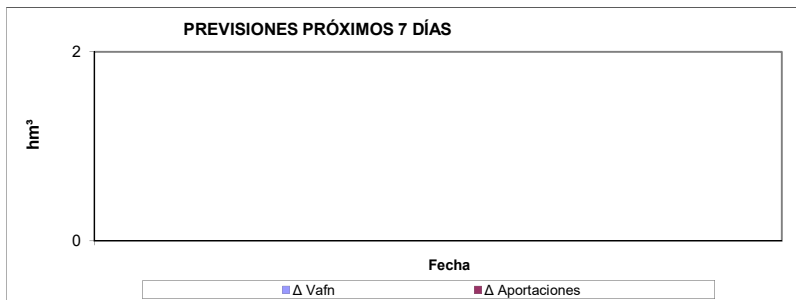 PREVISIONES PRÓXIMOS 7 DÍAS
2
hm³
0
Fecha
Δ Vafn
Δ Aportaciones